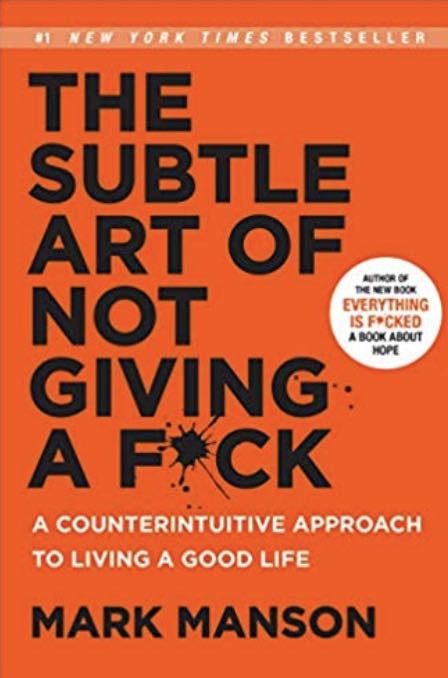 #1 NEW YORK TIMES BESTSELLER
THE
SUBTLE
ART OF
NOT
GIVING
A F*CK
AUTHOR OF
THE NEW BOOK
EVERYTHING
IS F*CKED
A BOOK ABOUT
HOPE
A COUNTERINTUITIVE APPROACH
TO LIVING A GOOD LIFE
MARK MANSON